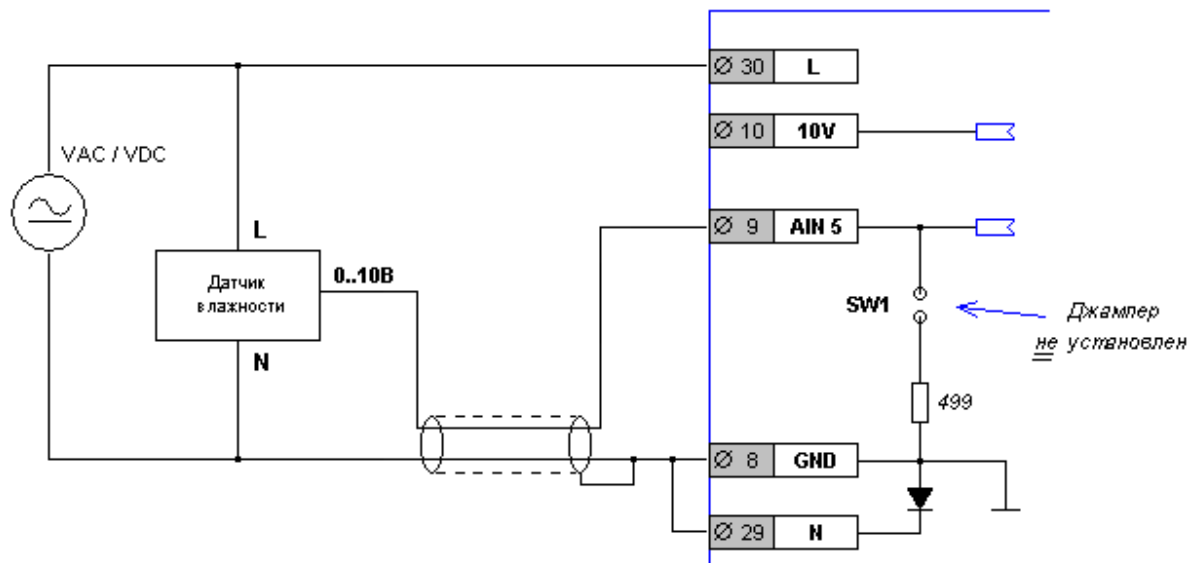 Ø 30 L
Ø 10 10V
VAC / VDC
Ø 9 AIN 5
L
Датчик
влажности
0..10В
SW1
Джампер
не установлен
N
499
Ø 8 GND
Ø 29 N